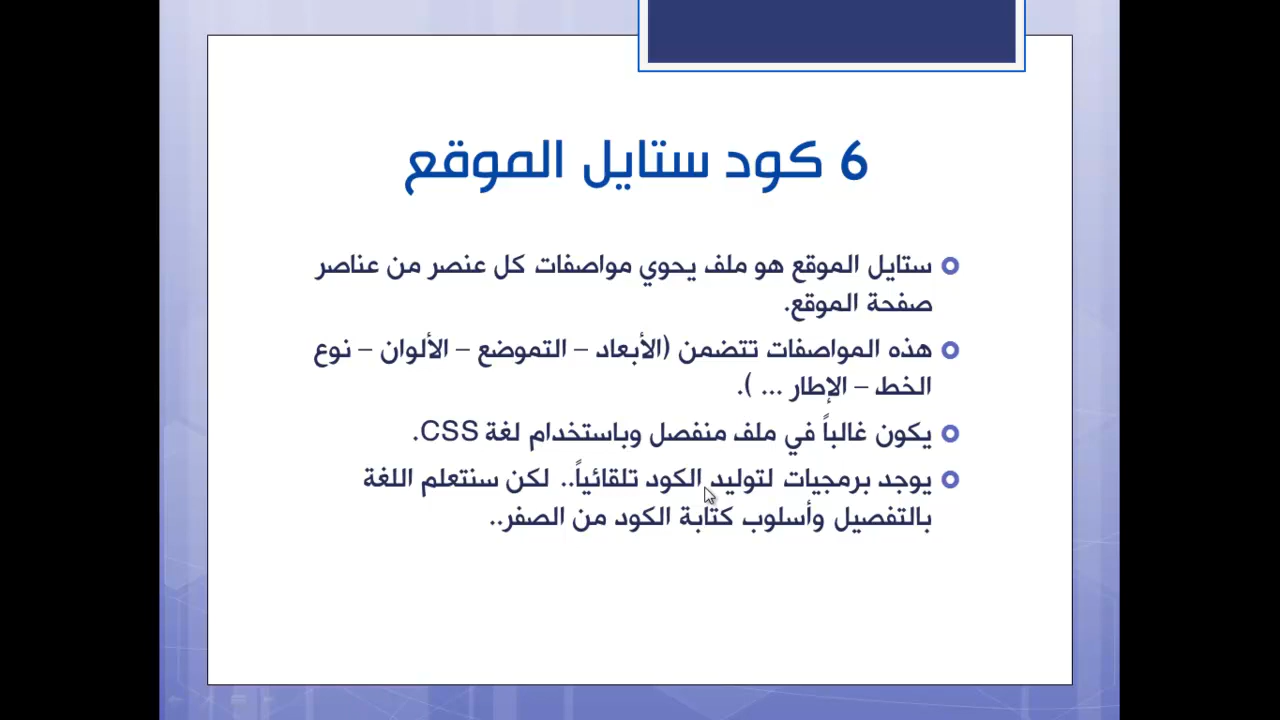 6 كود ستايل الموقع
ستايل الموقع هو ملف يحوي مواصفات كل عنصر من عناصر
صفحة الموقع.
هذه المواصفات تتضمن (الأبعاد – التموضع – الألوان – نوع
الخط – الإطار ... ).
يكون غالباً في ملف منفصل وباستخدام لغة CSS.
يوجد برمجيات لتوليد الكود تلقائياً.. لكن سنتعلم اللغة
بالتفصيل وأسلوب كتابة الكود من الصفر..